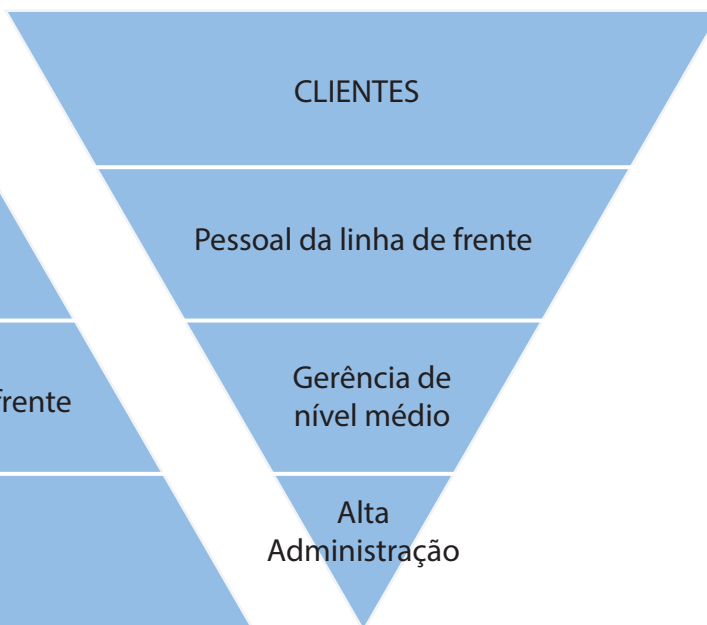 CLIENTES
Pessoal da linha de frente
Gerência de
nível médio
frente
Alta
Administração